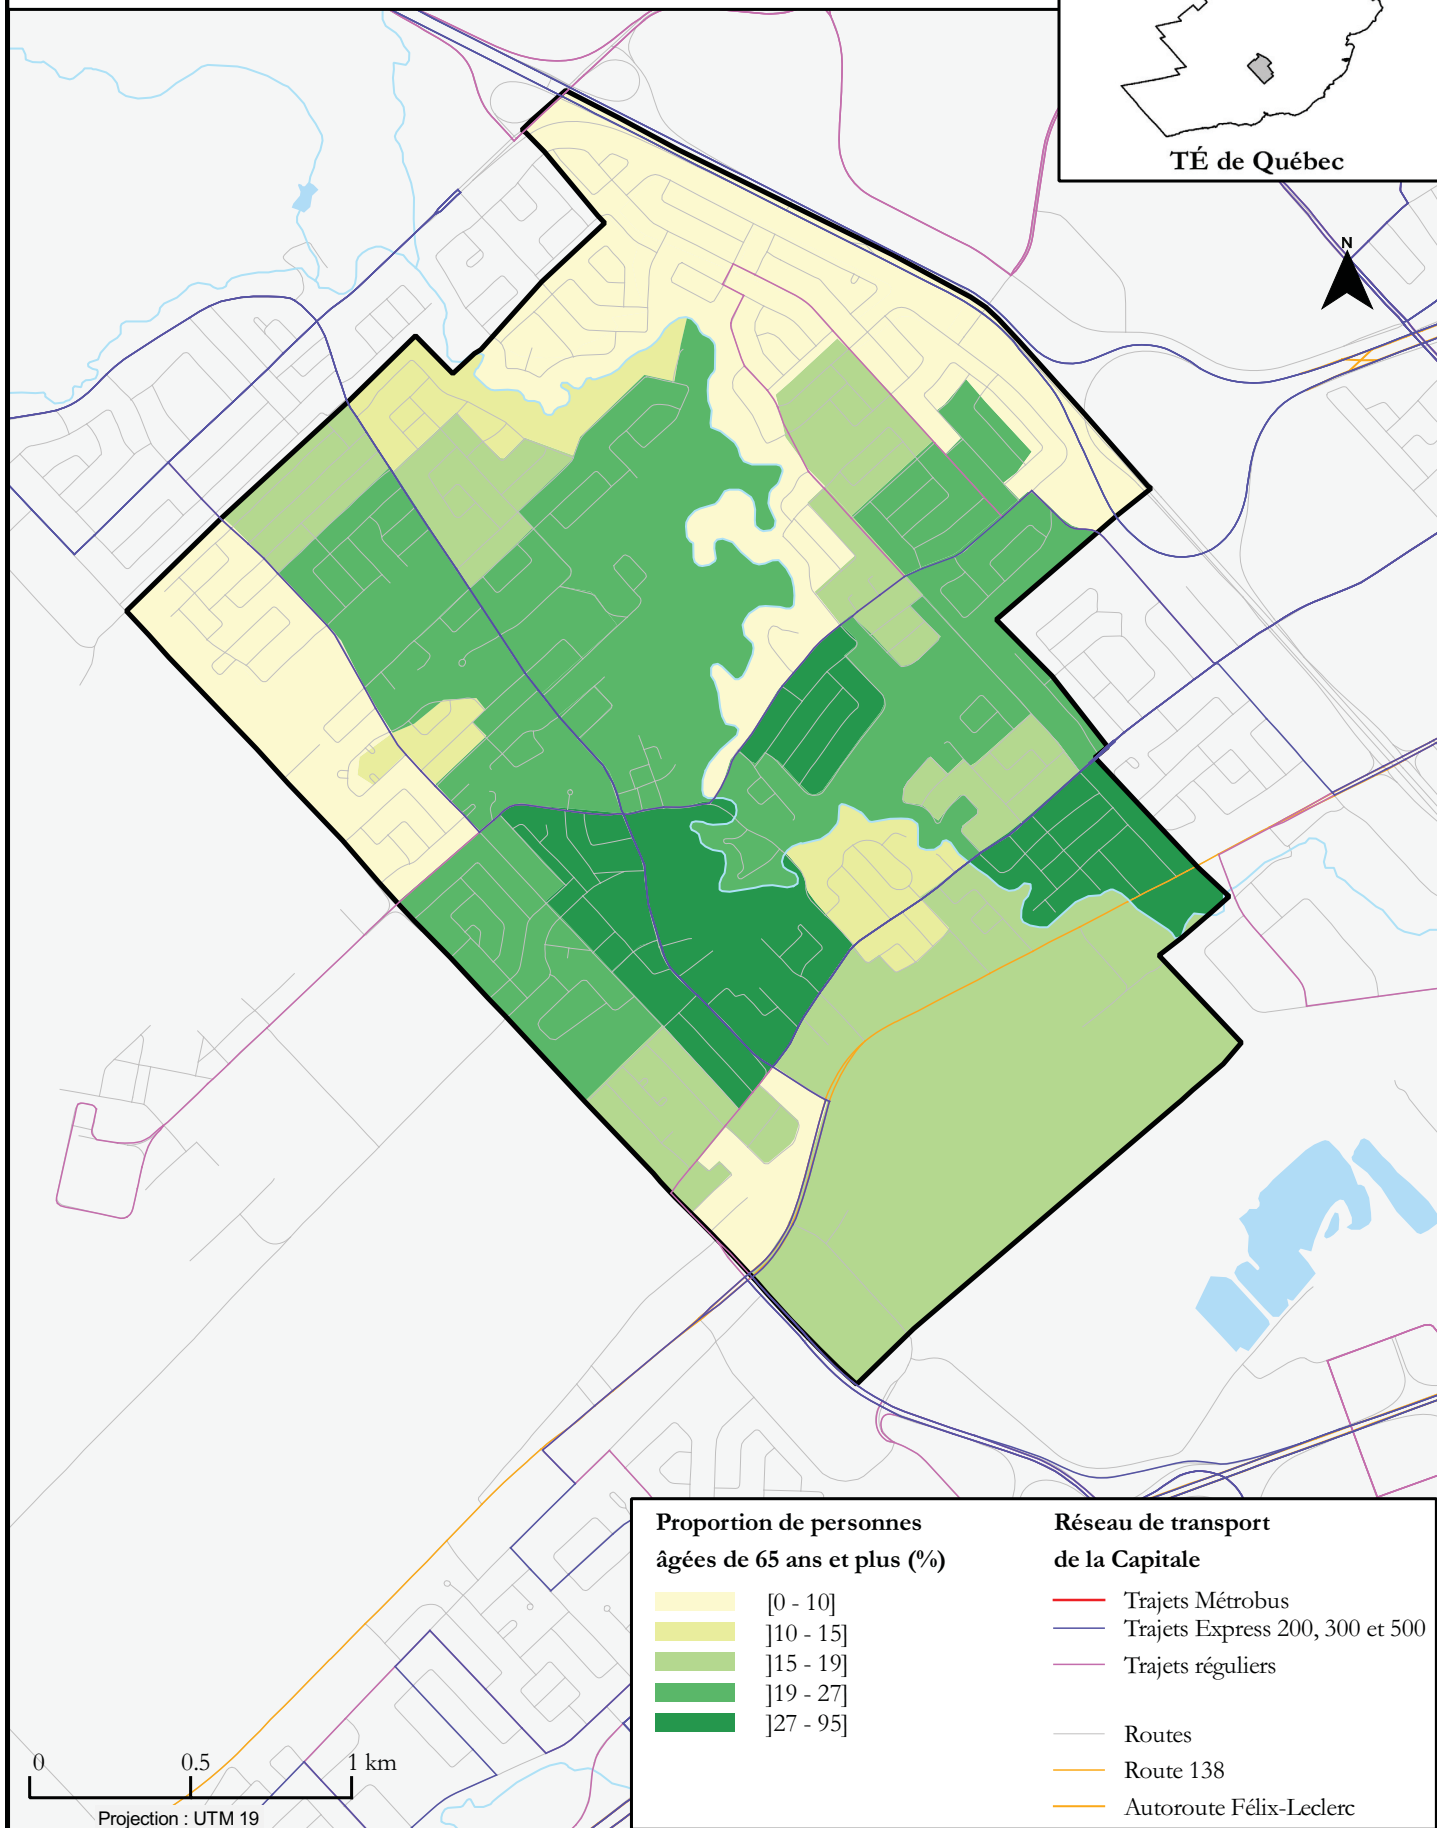 TÉ de Québec
N
Proportion de personnes
âgées de 65 ans et plus (%)
[0 - 10]
]10 - 15]
]15 - 19]
]19 - 27]
]27 - 95]
Réseau de transport
de la Capitale
Trajets Métrobus
Trajets Express 200, 300 et 500
Trajets réguliers
Routes
Route 138
Autoroute Félix-Leclerc
0 0.5 1 km
Projection : UTM 19